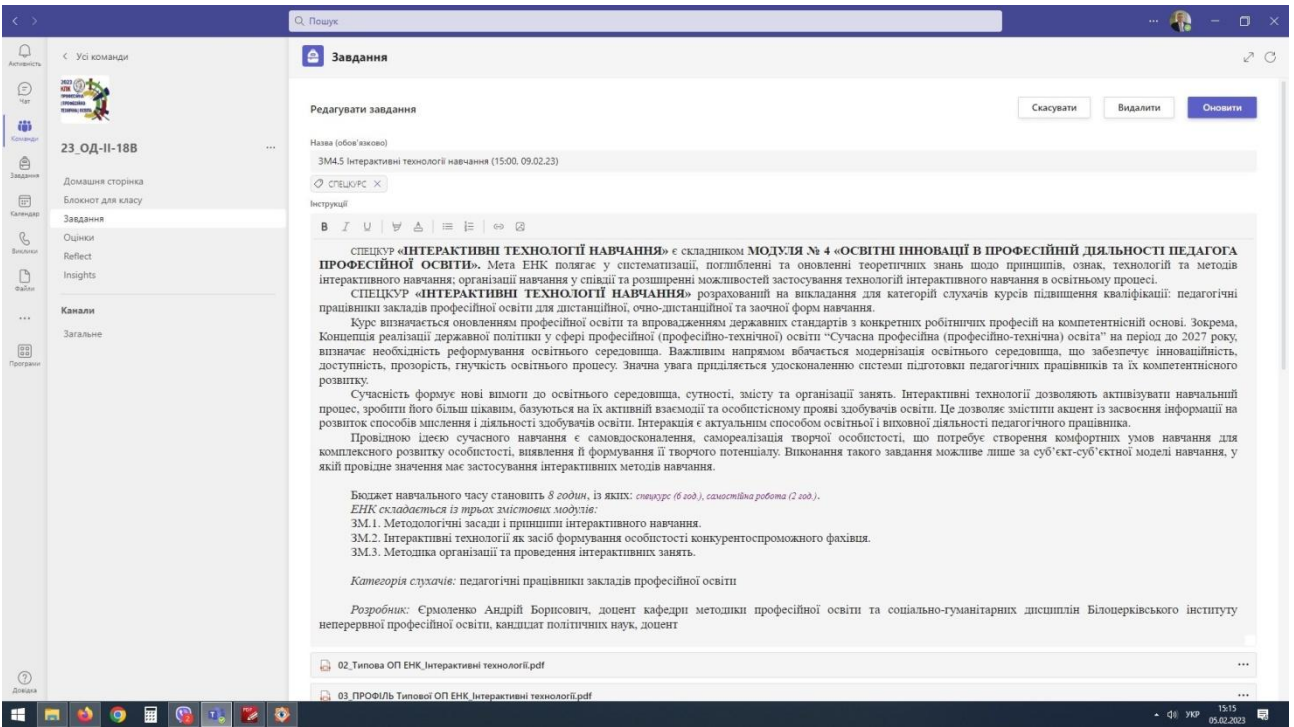 Пошук
Активність
Чат
Команди
Завдання
Календар
Виклики
Файли
Програми
Довідка
Усі команди
23_ОД-ІІ-18В
Домашня сторінка
Блокнот для класу
Завдання
Оцінки
Reflect
Insights
Канали
Загальне
Завдання
Редагувати завдання
Скасувати
Видалити
Оновити
Назва (обов'язково)
ЗМ4.5 Інтерактивні технології навчання (15:00, 09.02.23)
СПЕЦКУРС
Інструкції
СПЕЦКУР «ІНТЕРАКТИВНІ ТЕХНОЛОГІЇ НАВЧАННЯ» є складником МОДУЛЯ № 4 «ОСВІТНІ ІННОВАЦІЇ В ПРОФЕСІЙНІЙ ДІЯЛЬНОСТІ ПЕДАГОГА
ПРОФЕСІЙНОЇ ОСВІТИ». Мета ЕНК полягає у систематизації, поглибленні та оновленні теоретичних знань щодо принципів, ознак, технологій та методів
інтерактивного навчання; організації навчання у співдії та розширенні можливостей застосування технологій інтерактивного навчання в освітньому процесі.
СПЕЦКУР «ІНТЕРАКТИВНІ ТЕХНОЛОГІЇ НАВЧАННЯ» розрахований на викладання для категорій слухачів курсів підвищення кваліфікації: педагогічні
працівники закладів професійної освіти для дистанційної, очно-дистанційної та заочної форм навчання.
Курс визначається оновленням професійної освіти та впровадженням державних стандартів з конкретних робітничих професій на компетентнісній основі. Зокрема,
Концепція реалізації державної політики у сфері професійної (професійно-технічної) освіти “Сучасна професійна (професійно-технічна) освіта” на період до 2027 року,
визначає необхідність реформування освітнього середовища. Важливим напрямом вбачається модернізація освітнього середовища, що забезпечує інноваційність,
доступність, прозорість, гнучкість освітнього процесу. Значна увага приділяється удосконаленню системи підготовки педагогічних працівників та їх компетентнісного
розвитку.
Сучасність формує нові вимоги до освітнього середовища, сутності, змісту та організації занять. Інтерактивні технології дозволяють активізувати навчальний
процес, зробити його більш цікавим, базуються на їх активній взаємодії та особистісному прояві здобувачів освіти. Це дозволяє змістити акцент із засвоєння інформації на
розвиток способів мислення і діяльності здобувачів освіти. Інтеракція є актуальним способом освітньої і виховної діяльності педагогічного працівника.
Провідною ідеєю сучасного навчання є самовдосконалення, самореалізація творчої особистості, що потребує створення комфортних умов навчання для
комплексного розвитку особистості, виявлення й формування її творчого потенціалу. Виконання такого завдання можливе лише за суб’єкт-суб’єктної моделі навчання, у
якій провідне значення має застосування інтерактивних методів навчання.
Бюджет навчального часу становить 8 годин, із яких: спецкурс (6 год.), самостійна робота (2 год.).
ЕНК складається із трьох змістових модулів:
ЗМ.1. Методологічні засади і принципи інтерактивного навчання.
ЗМ.2. Інтерактивні технології як засіб формування особистості конкурентоспроможного фахівця.
ЗМ.3. Методика організації та проведення інтерактивних занять.
Категорія слухачів: педагогічні працівники закладів професійної освіти
Розробник: Єрмоленко Андрій Борисович, доцент кафедри методики професійної освіти та соціально-гуманітарних дисциплін Білоцерківського інституту
неперервної професійної освіти, кандидат політичних наук, доцент
02_Типова ОП ЕНК_Інтерактивні технології.pdf
03_ПРОФІЛЬ Типової ОП ЕНК_Інтерактивні технології.pdf
УКР
15:15
05.02.2023